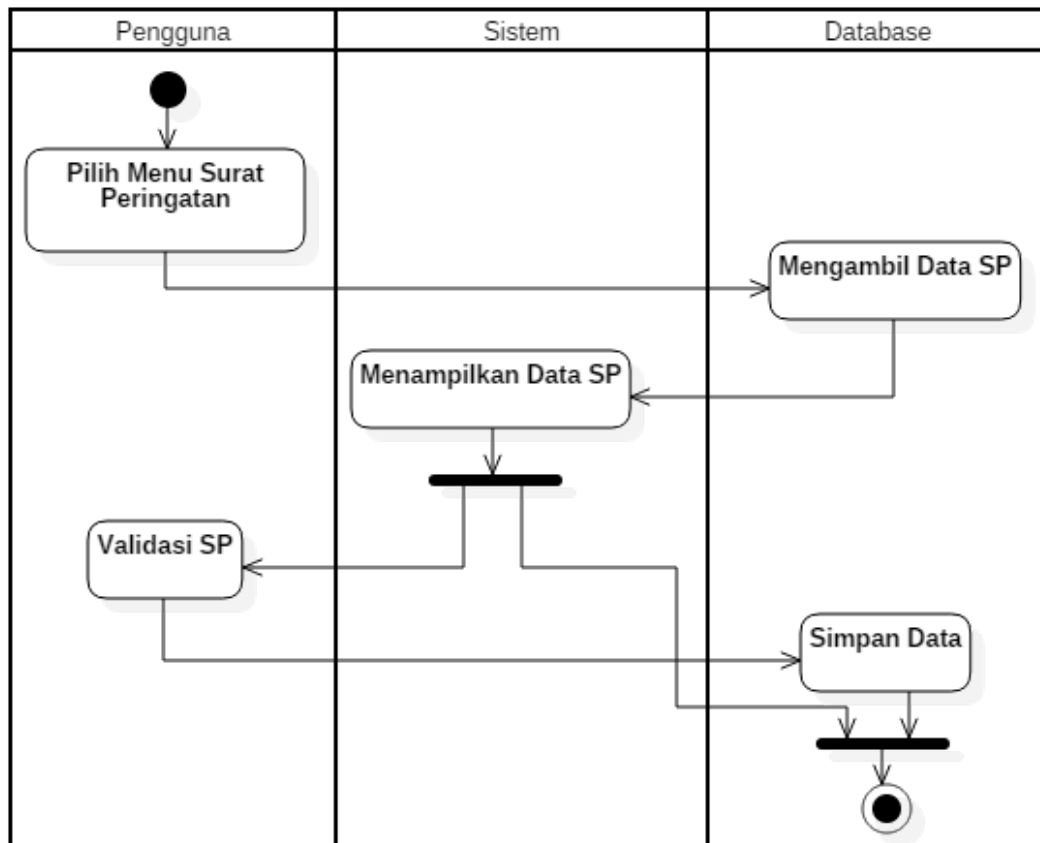 Pengguna
Sistem
Database
Pilih Menu Surat
Peringatan
Mengambil Data SP
Menampilkan Data SP
Validasi SP
Simpan Data